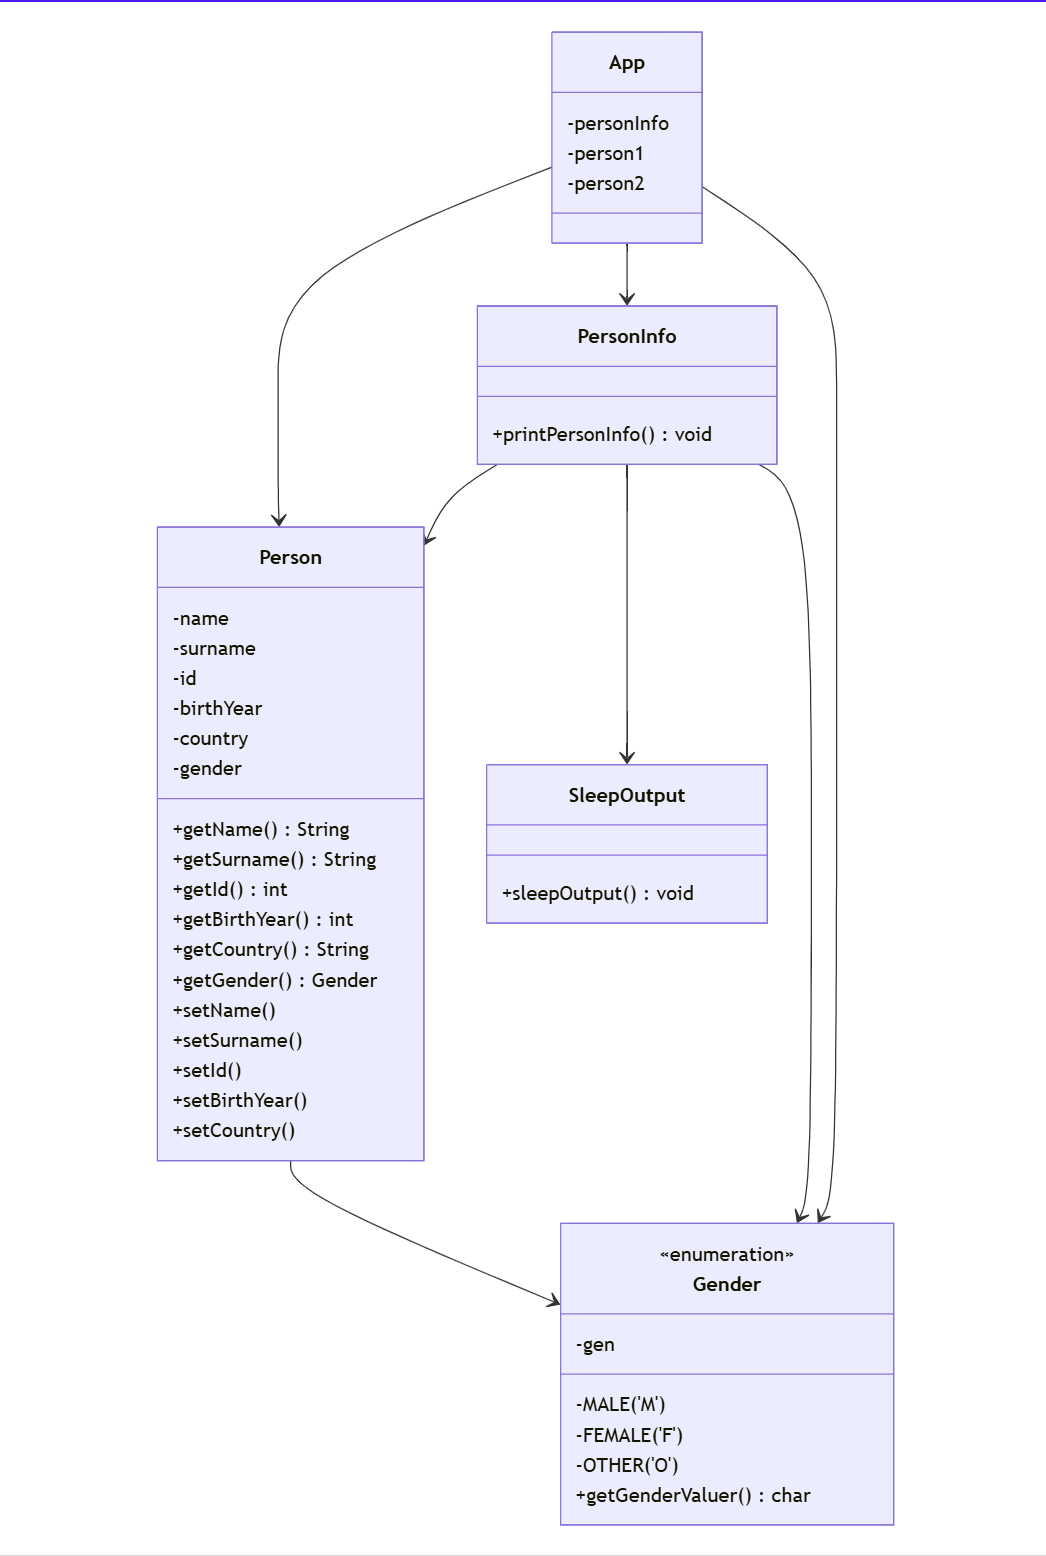 App
-personInfo
-person1
-person2
PersonInfo
+printPersonInfo() : void
Person
-name
-surname
-id
-birthYear
-country
-gender
+getName() : String
+getSurname() : String
+getId() : int
+getBirthYear() : int
+getCountry() : String
+getGender() : Gender
+setName()
+setSurname()
+setId()
+setBirthYear()
+setCountry()
SleepOutput
+sleepOutput() : void
«enumeration»
Gender
-gen
-MALE('M')
-FEMALE('F')
-OTHER('O')
+getGenderValuer() : char